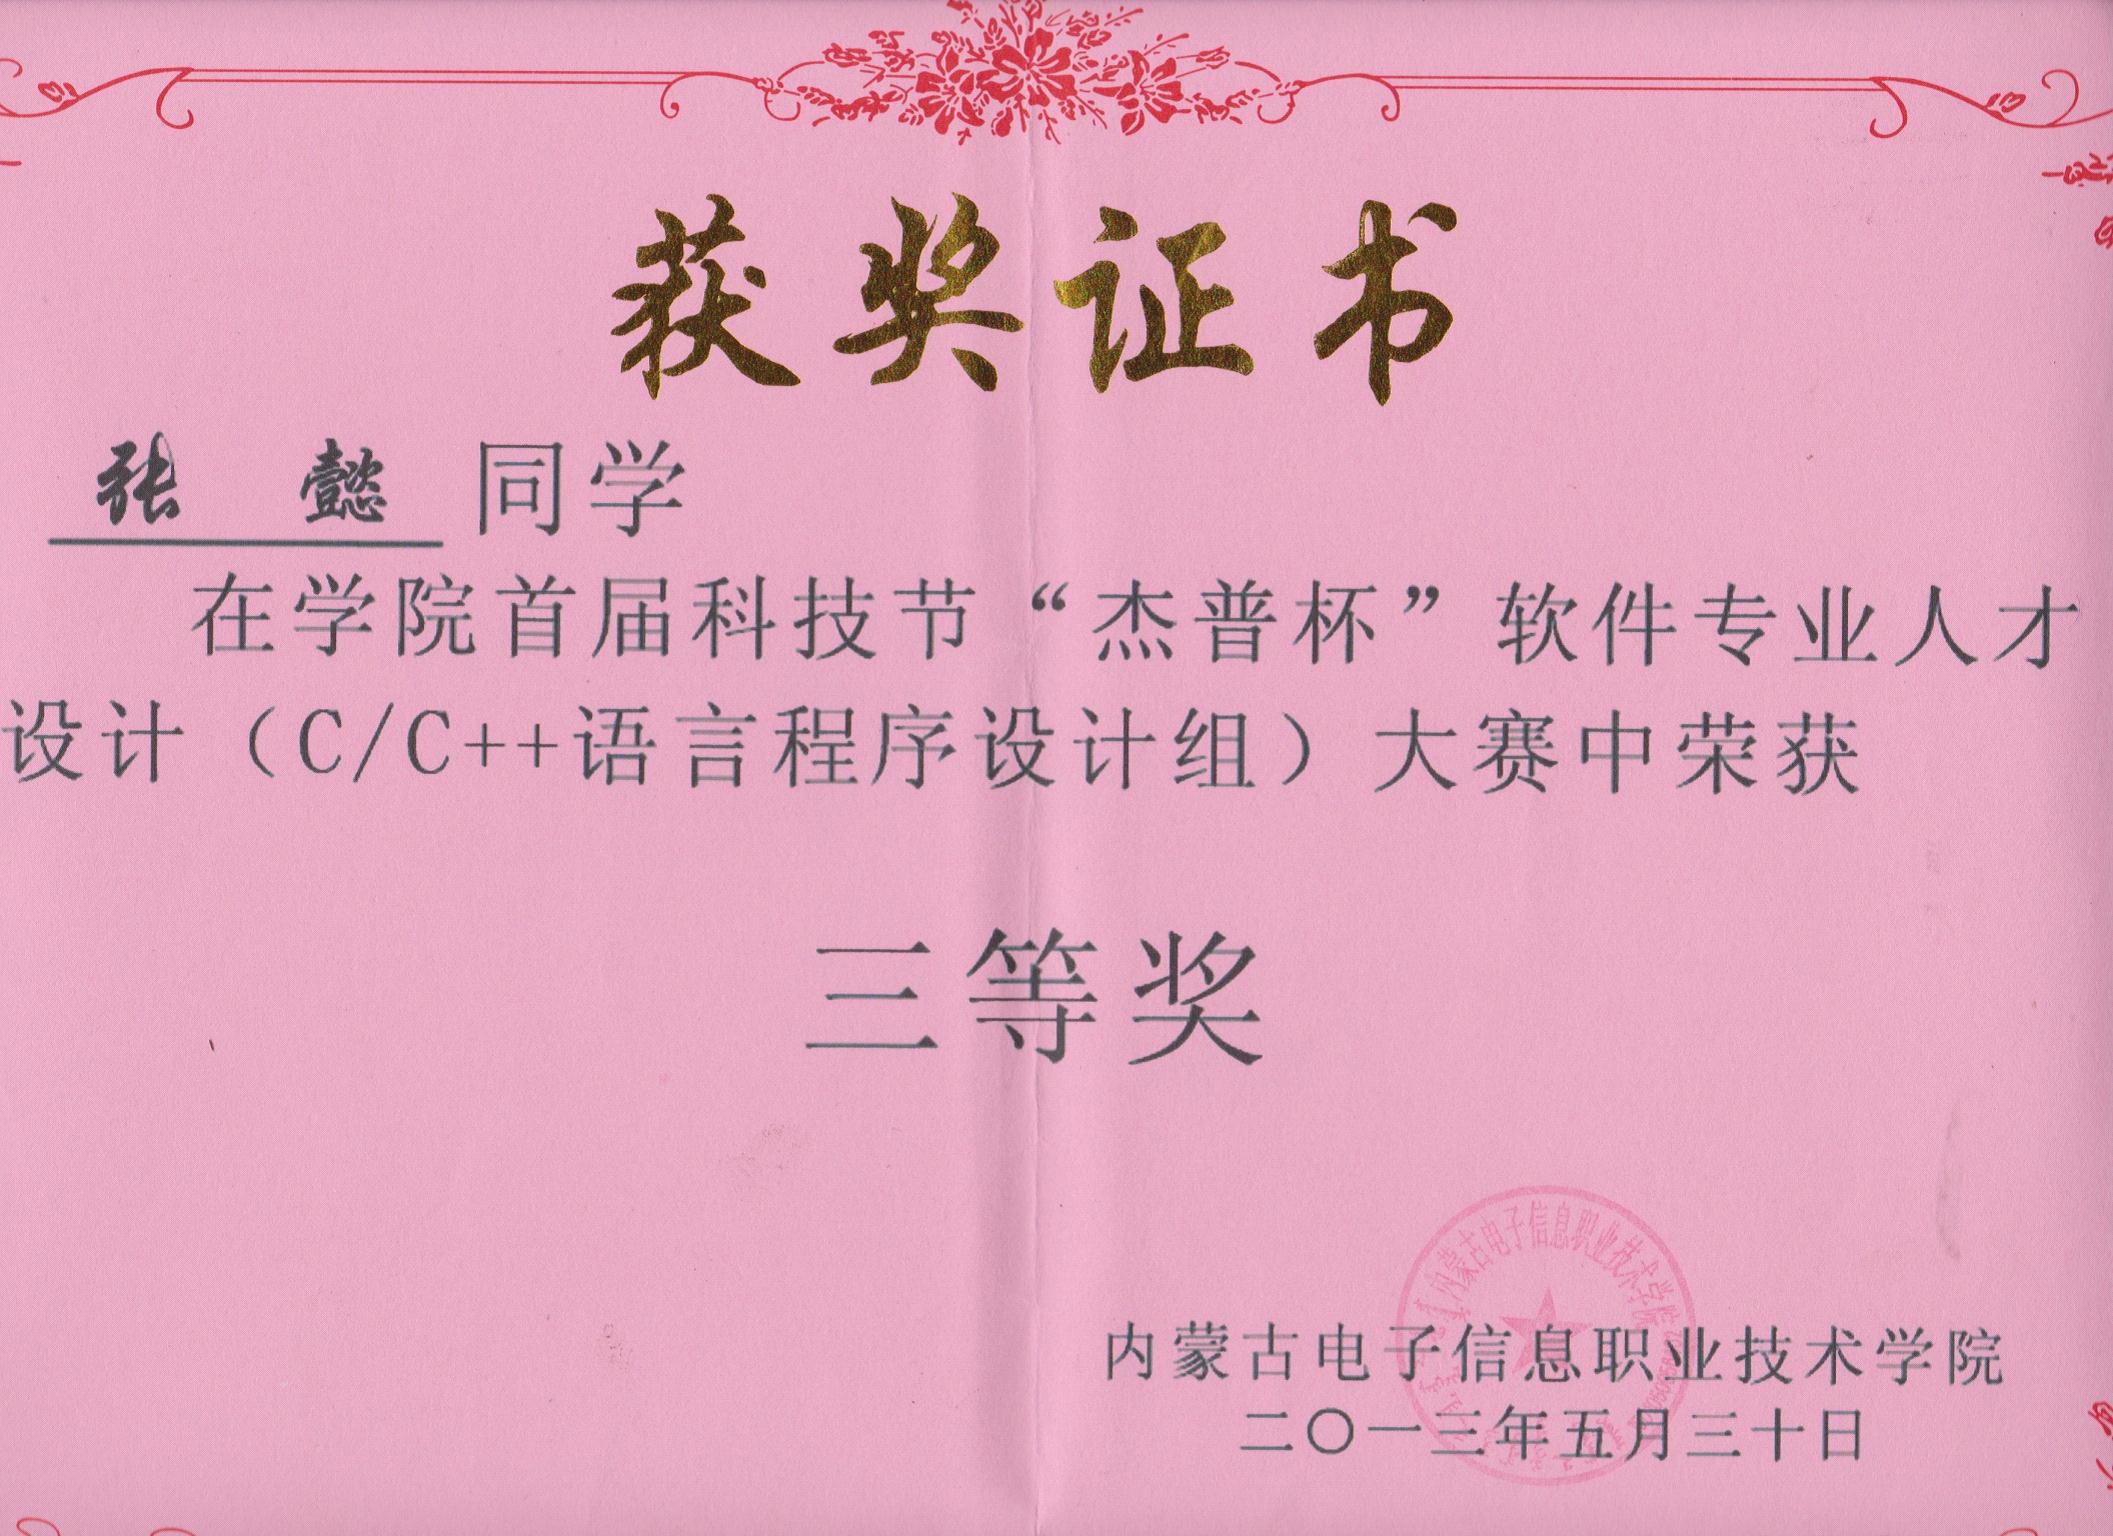 获奖证书
张 懿 同学
在学院首届科技节“杰普杯”软件专业人才
设计（C/C++语言程序设计组）大赛中荣获
三等奖
内蒙古电子信息职业技术学院
内蒙古电子信息职业技术学院
二〇一三年五月三十日